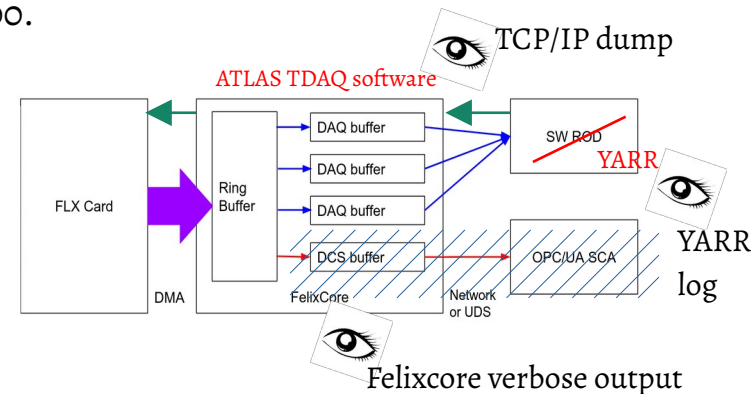 oo.
TCP/IP dump
ATLAS TDAQ software
DAQ buffer
SW ROD
YARR
DAQ buffer
Ring
Buffer
FLX Card
DAQ buffer
YARR
log
DCS buffer
OPC/UA SCA
DMA
FelixCore
Network
or UDS
Felixcore verbose output